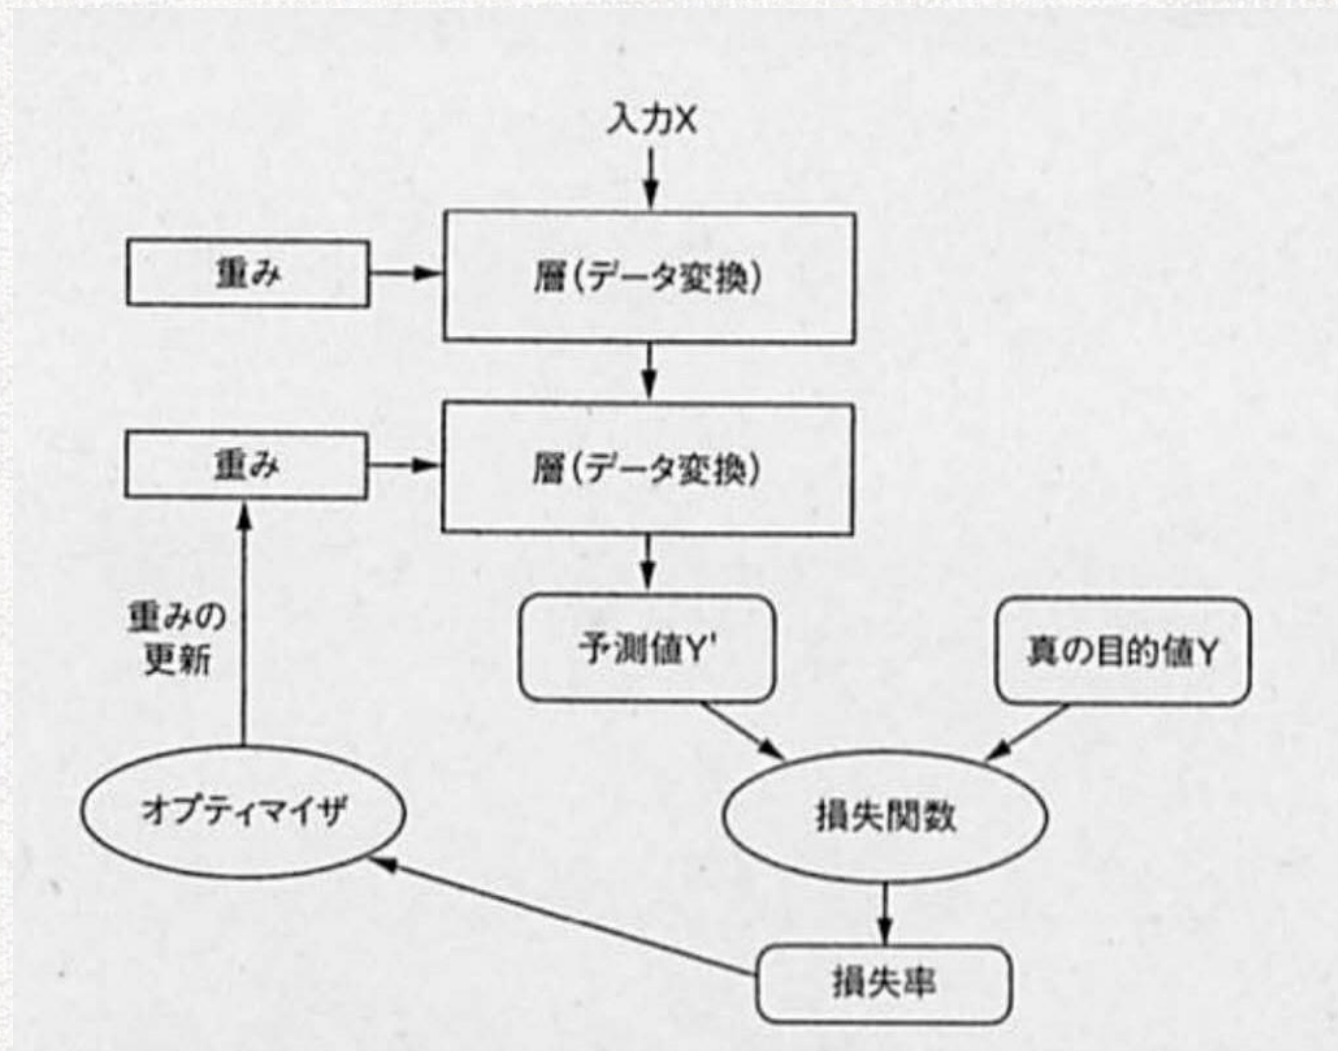 入力X
重み
層(データ変換)
重み
層(データ変換)
重みの
更新
予測値Y'
真の目的値Y
オプティマイザ
損失関数
損失率